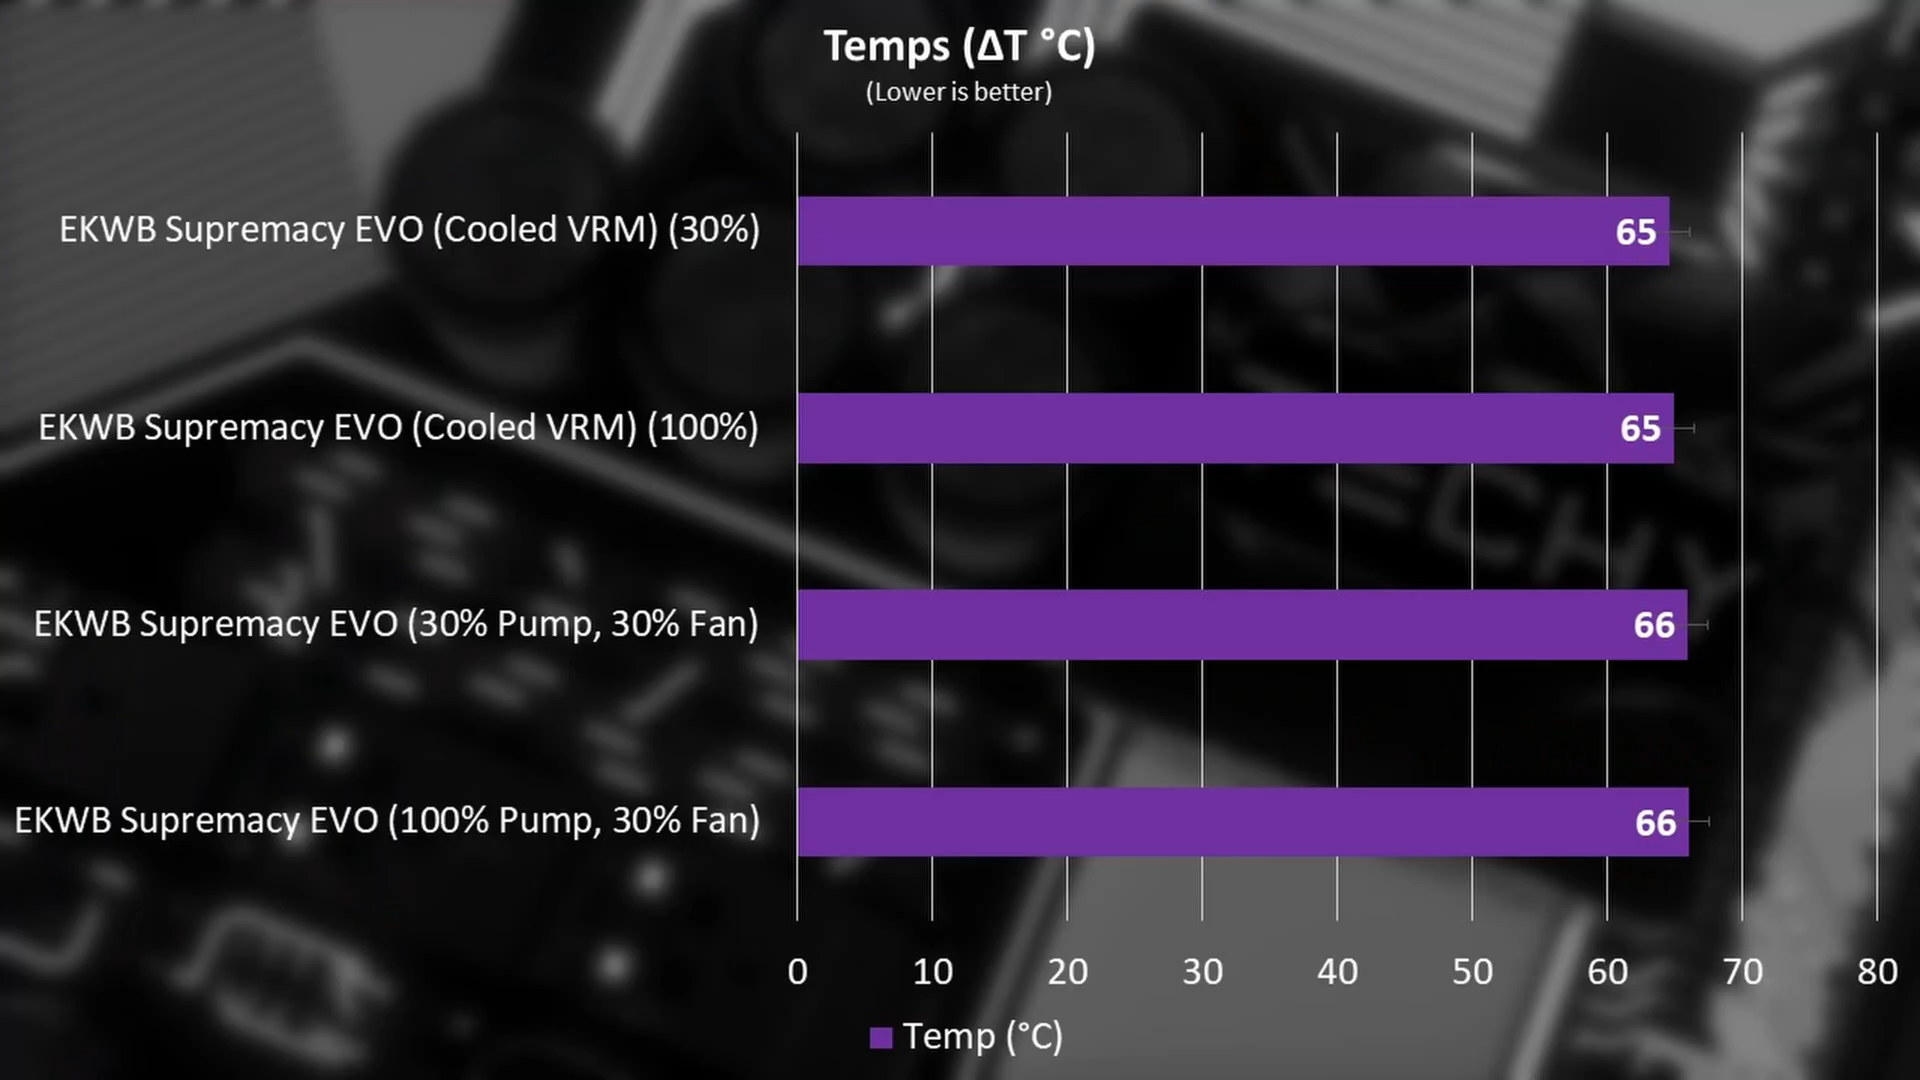 Temps (ΔT °C)
(Lower is better)
EKWB Supremacy EVO (Cooled VRM) (30%)
65
EKWB Supremacy EVO (Cooled VRM) (100%)
65
EKWB Supremacy EVO (30% Pump, 30% Fan)
66
EKWB Supremacy EVO (100% Pump, 30% Fan)
66
0 10 20 30 40 50 60 70 80
Temp (°C)